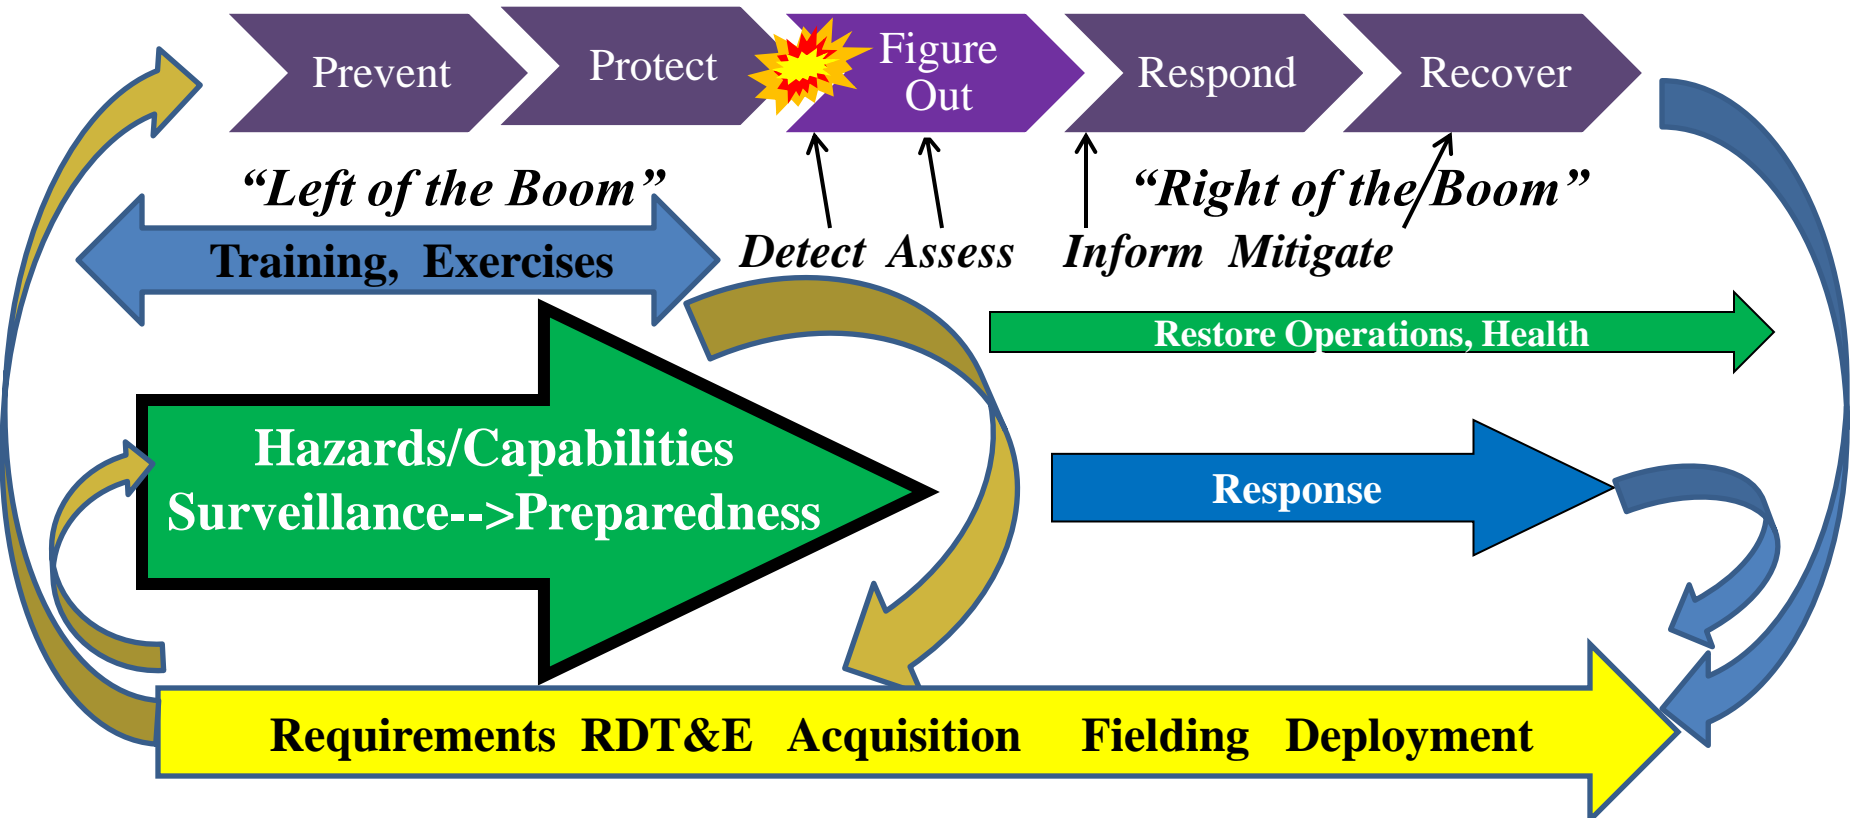 Prevent
Protect
Figure
Out
Respond
Recover
“Left of the Boom”
“Right of the Boom”
Training, Exercises
Detect Assess Inform Mitigate
Restore Operations, Health
Hazards/Capabilities
Surveillance-->Preparedness
Response
Requirements RDT&E Acquisition Fielding Deployment